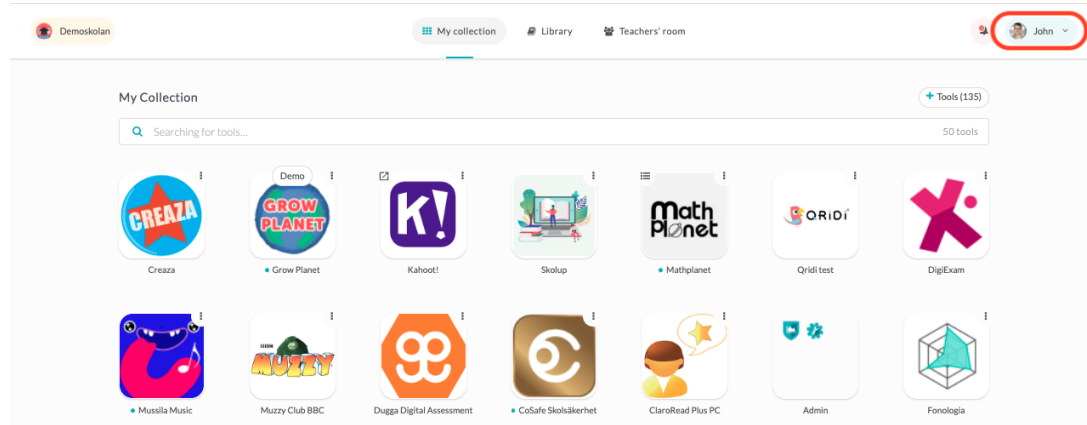 Demoskolan
My collection
Library
Teachers' room
John
My Collection
+ Tools (135)
Searching for tools...
50 tools
CREAZA
Demo
GROW
PLANET
K!
Math
Planet
QRiDi
Creaza
Grow Planet
Kahoot!
Skolup
Mathplanet
Qridi test
DigiExam
MUZZY
Mussila Music
Muzzy Club BBC
Dugga Digital Assessment
CoSafe Skolsäkerhet
ClaroRead Plus PC
Admin
Fonologia